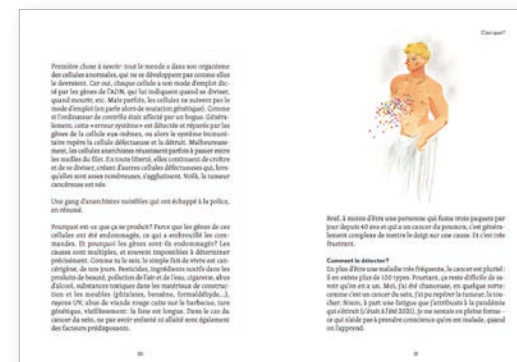 C'est quoi?
Première chose à savoir: tout le monde a dans son organisme
des cellules anormales, qui ne se développent pas comme elles
le devraient. Car oui, chaque cellule a son mode d'emploi dic-
té par les gènes de l'ADN, qui lui indiquent quand se diviser,
quand mourir, etc. Mais parfois, les cellules ne suivent pas le
mode d'emploi (on parle alors de mutation génétique). Comme
si l'ordinateur de contrôle était affecté par un bogue. Généra-
lement, cette «erreur système» est détectée et réparée par les
gènes de la cellule eux-mêmes, ou alors le système immuni-
taire repère la cellule défectueuse et la détruit. Malheureuse-
ment, les cellules anarchistes réussissent parfois à passer entre
les mailles du filet. En toute liberté, elles continuent de croître
et de se diviser, créant d'autres cellules défectueuses qui, lors-
qu'elles sont assez nombreuses, s'agglutinent. Voilà, la tumeur
cancéreuse est née.
Une gang d'anarchistes nuisibles qui ont échappé à la police,
en résumé.
Pourquoi est-ce que ça se produit? Parce que les gènes de ces
cellules ont été endommagés, ce qui a embrouillé les com-
mandes. Et pourquoi les gènes sont-ils endommagés? Les
causes sont multiples, et souvent impossibles à déterminer
précisément. Comme tu le sais, le simple fait de vivre est can-
cérigène, de nos jours. Pesticides, ingrédients nocifs dans les
produits de beauté, pollution de l'air et de l'eau, cigarette, abus
d'alcool, substances toxiques dans les matériaux de construc-
tion et les meubles (phtalates, benzène, formaldéhyde...),
rayons UV, abus de viande rouge cuite sur le barbecue, tare
génétique, vieillissement: la liste est longue. Dans le cas du
cancer du sein, ne pas avoir enfanté ni allaité sont également
des facteurs prédisposants.
20
Bref, à moins d'être une personne qui fume trois paquets par
jour depuis 40 ans et qui a un cancer du poumon, c'est généra-
lement complexe de mettre le doigt sur une cause. Et c'est très
frustrant.
Comment le détecter?
En plus d'être une maladie très fréquente, le cancer est pluriel:
il en existe plus de 100 types. Pourtant, ça reste difficile de sa-
voir qu'on en a un. Moi, j'ai été chanceuse, en quelque sorte:
comme c'est un cancer du sein, j'ai pu repérer la tumeur, la tou-
cher. Sinon, à part une fatigue que j'attribuais à la pandémie
qui s'étirait (c'était à l'été 2021), je me sentais en pleine forme –
ce qui n'aide pas à prendre conscience qu'on est malade, quand
on l'apprend.
21